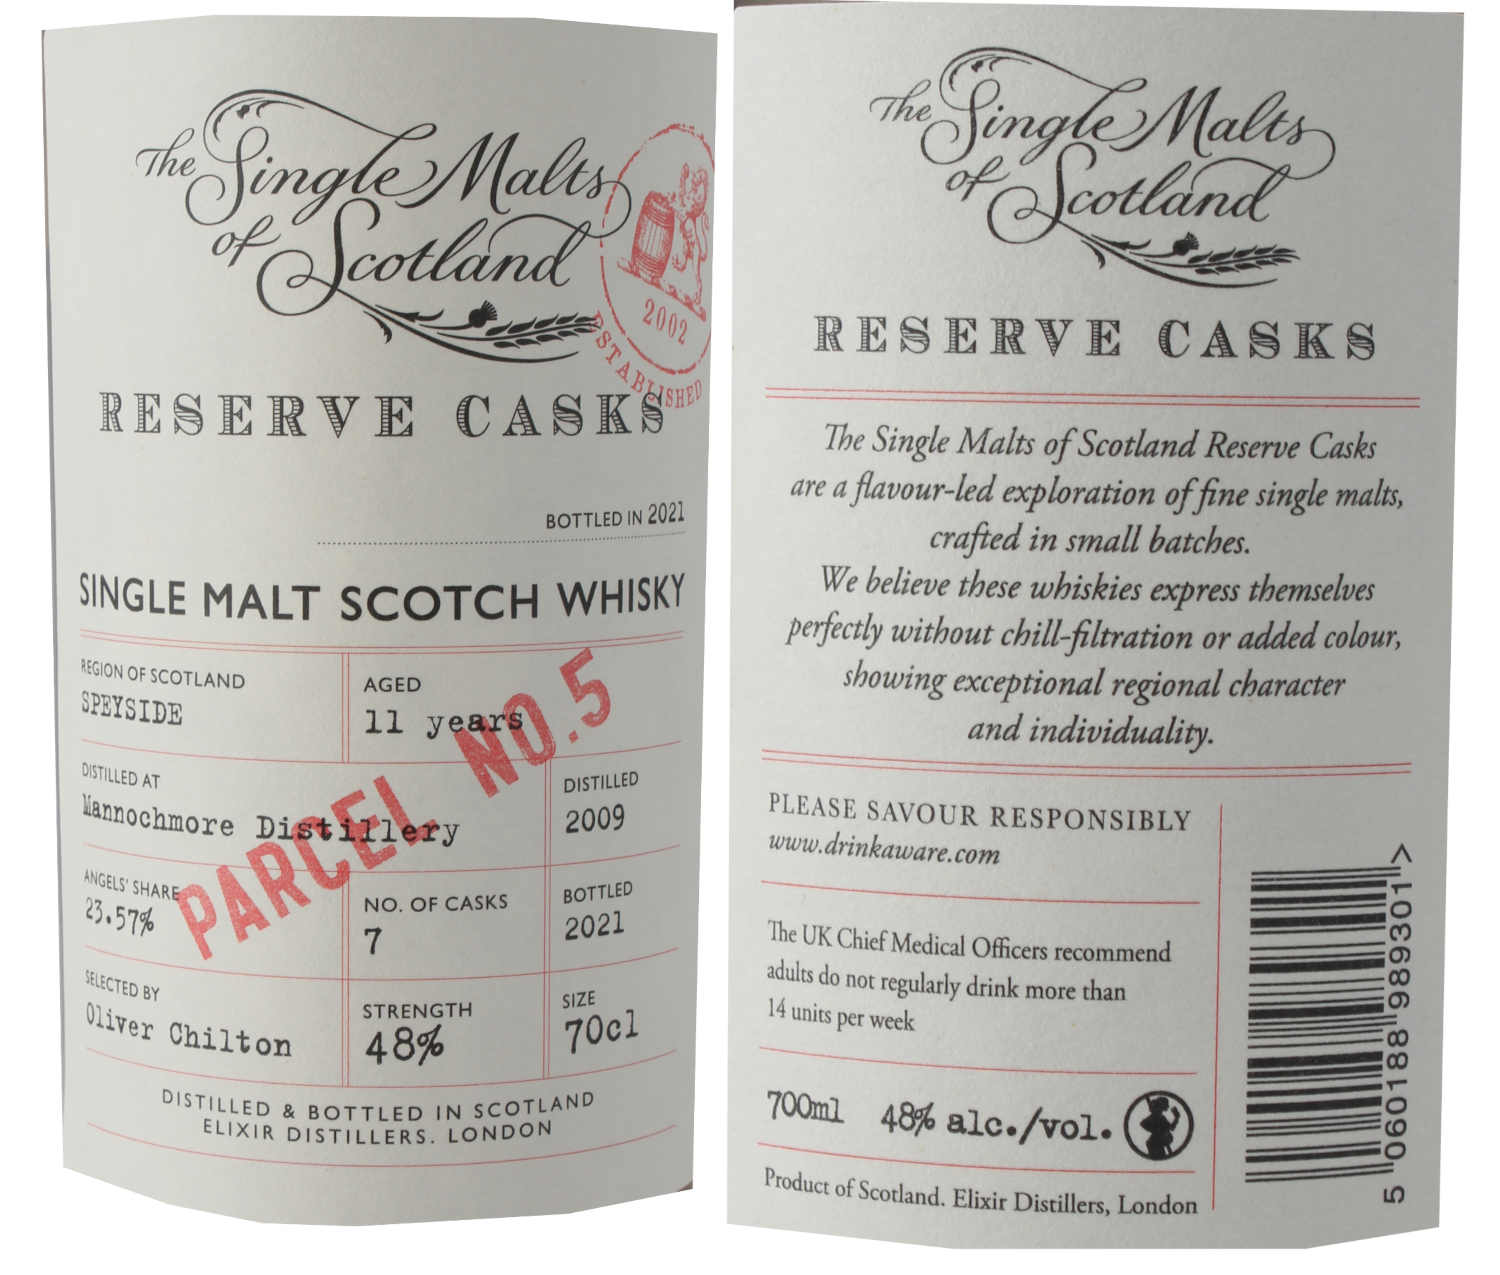 The Single Malts
of Scotland
2002
ESTABLISHED
RESERVE CASKS
BOTTLED IN 2021
SINGLE MALT SCOTCH WHISKY
REGION OF SCOTLAND
SPEYSIDE
AGED
11 years
PARCEL NO.5
DISTILLED AT
Mannochmore Distillery
DISTILLED
2009
ANGELS' SHARE
23.57%
NO. OF CASKS
7
BOTTLED
2021
SELECTED BY
Oliver Chilton
STRENGTH
48%
SIZE
70cl
DISTILLED & BOTTLED IN SCOTLAND
ELIXIR DISTILLERS. LONDON
The Single Malts
of Scotland
RESERVE CASKS
The Single Malts of Scotland Reserve Casks
are a flavour-led exploration of fine single malts,
crafted in small batches.
We believe these whiskies express themselves
perfectly without chill-filtration or added colour,
showing exceptional regional character
and individuality.
PLEASE SAVOUR RESPONSIBLY
www.drinkaware.com
The UK Chief Medical Officers recommend
adults do not regularly drink more than
14 units per week
700ml 48% alc./vol.
Product of Scotland. Elixir Distillers, London
5 060188 989301 >